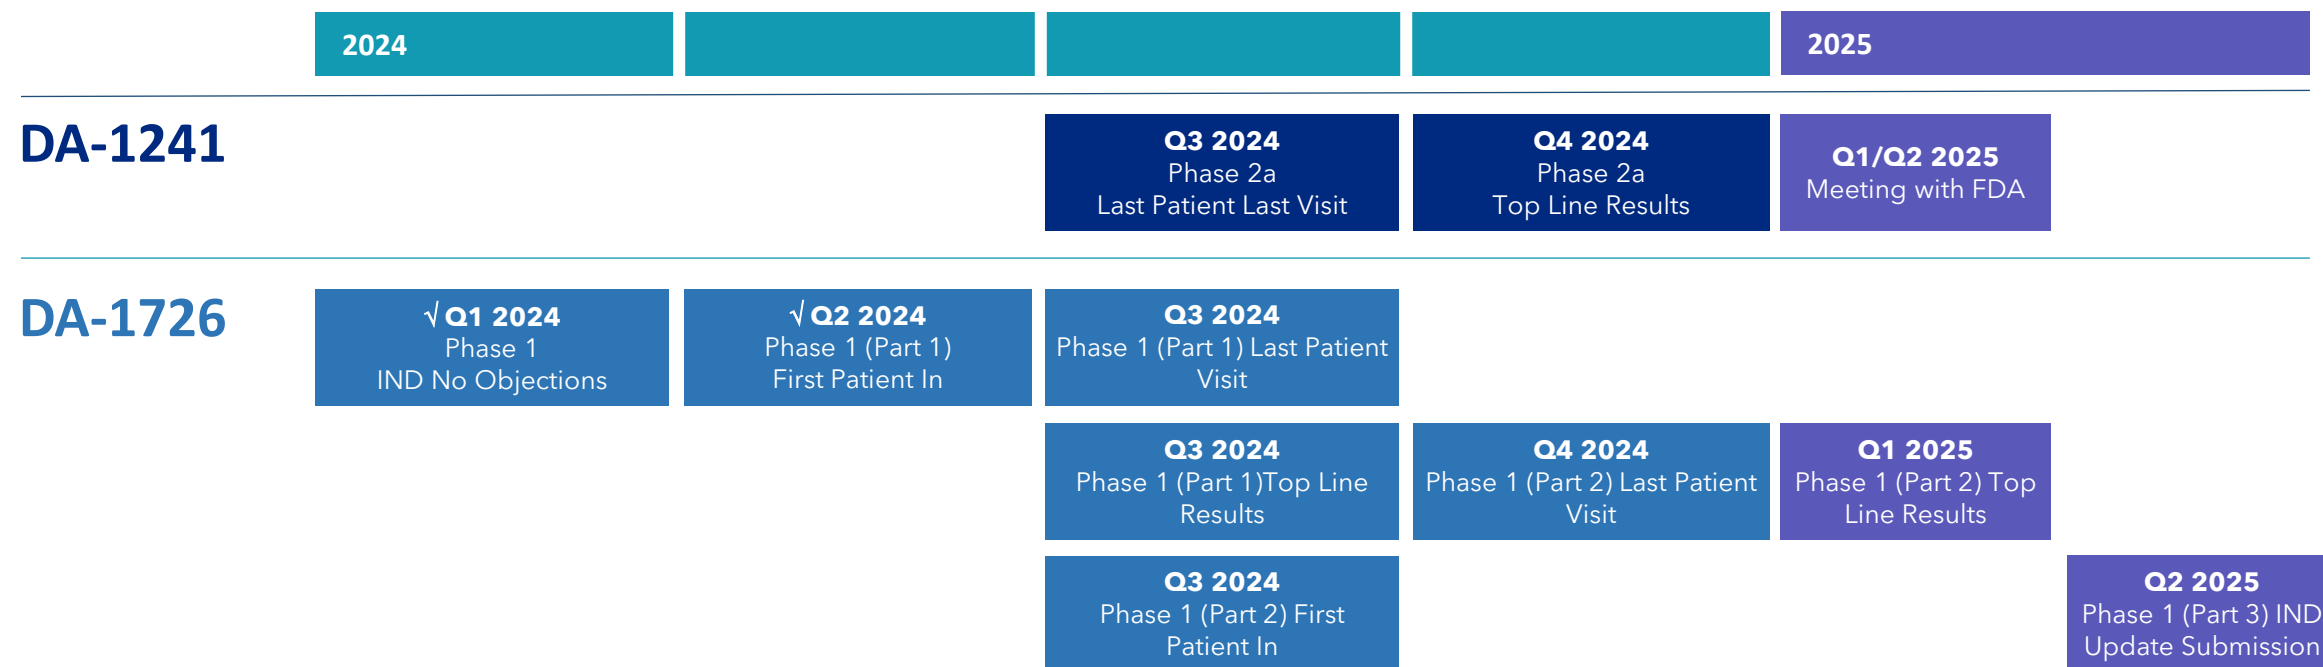 2024
2025
DA-1241
Q3 2024
Phase 2a
Last Patient Last Visit
Q4 2024
Phase 2a
Top Line Results
Q1/Q2 2025
Meeting with FDA
DA-1726
√ Q1 2024
Phase 1
IND No Objections
√ Q2 2024
Phase 1 (Part 1)
First Patient In
Q3 2024
Phase 1 (Part 1) Last Patient
Visit
Q3 2024
Phase 1 (Part 1)Top Line
Results
Q4 2024
Phase 1 (Part 2) Last Patient
Visit
Q1 2025
Phase 1 (Part 2) Top
Line Results
Q3 2024
Phase 1 (Part 2) First
Patient In
Q2 2025
Phase 1 (Part 3) IND
Update Submission